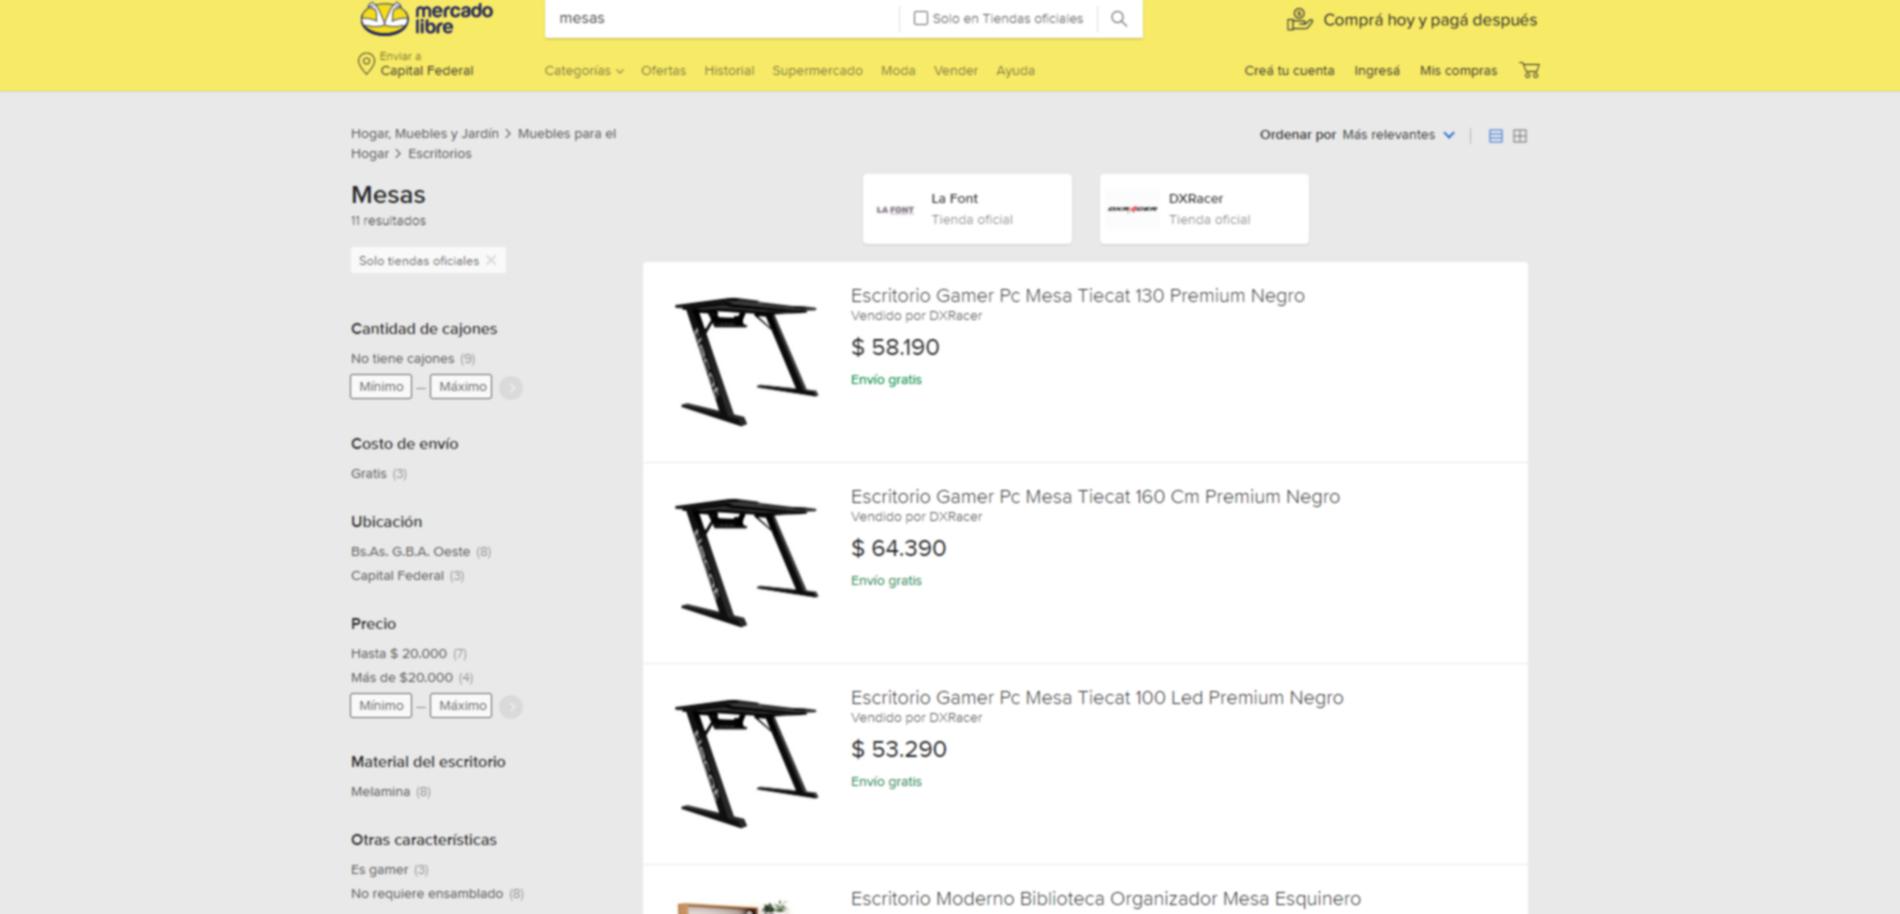 mercado
libre
mesas
Solo en Tiendas oficiales
Comprá hoy y pagá después
Enviar a
Capital Federal
Categorías
Ofertas
Historial
Supermercado
Moda
Vender
Ayuda
Creá tu cuenta
Ingresá
Mis compras
Hogar, Muebles y Jardín > Muebles para el
Hogar > Escritorios
Ordenar por Más relevantes
Mesas
11 resultados
Solo tiendas oficiales
LA FONT
La Font
Tienda oficial
DXRACER
DXRacer
Tienda oficial
Cantidad de cajones
No tiene cajones (9)
Mínimo – Máximo
Costo de envío
Gratis (3)
Ubicación
Bs.As. G.B.A. Oeste (8)
Capital Federal (3)
Precio
Hasta $ 20.000 (7)
Más de $20.000 (4)
Mínimo – Máximo
Material del escritorio
Melamina (8)
Otras características
Es gamer (3)
No requiere ensamblado (8)
Escritorio Gamer Pc Mesa Tiecat 130 Premium Negro
Vendido por DXRacer
$ 58.190
Envío gratis
Escritorio Gamer Pc Mesa Tiecat 160 Cm Premium Negro
Vendido por DXRacer
$ 64.390
Envío gratis
Escritorio Gamer Pc Mesa Tiecat 100 Led Premium Negro
Vendido por DXRacer
$ 53.290
Envío gratis
Escritorio Moderno Biblioteca Organizador Mesa Esquinero